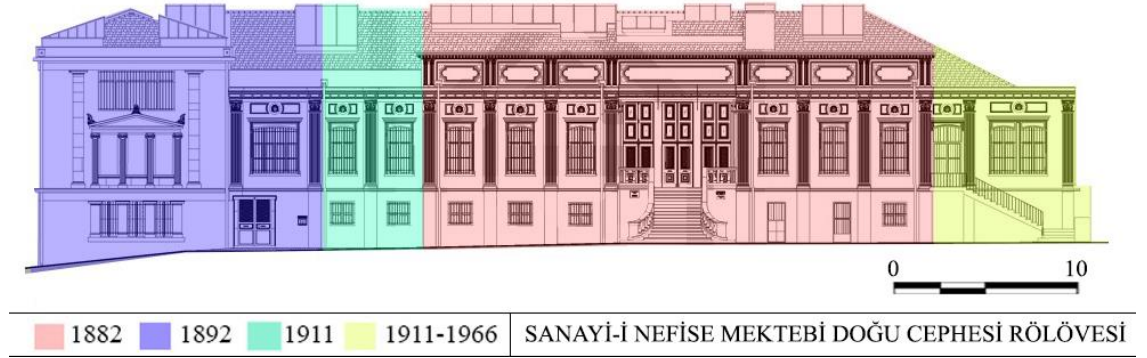 0 10
1882 1892 1911 1911-1966 SANAYİ-İ NEFİSE MEKTEBİ DOĞU CEPHESİ RÖLÖVESİ